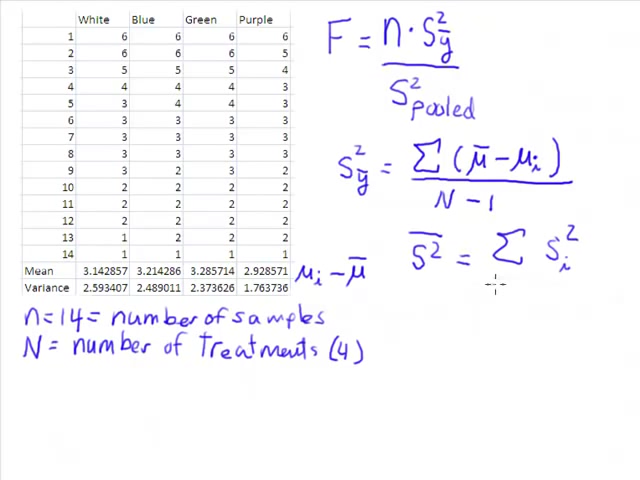 White Blue Green Purple
1 6 6 6 6
2 6 6 6 5
3 5 5 5 4
4 4 4 4 3
5 3 4 4 3
6 3 3 3 3
7 3 3 3 3
8 3 3 3 3
9 3 2 3 2
10 2 2 2 2
11 2 2 2 2
12 2 2 2 2
13 1 2 2 2
14 1 1 1 1
Mean 3.142857 3.214286 3.285714 2.928571
Variance 2.593407 2.489011 2.373626 1.763736
μi − μ̄
n=14= number of samples
N= number of Treatments (4)
F = n · S²ȳ
S²pooled
S²ȳ = Σ (μ̄ − μi)
N − 1
S̅² = Σ Si²